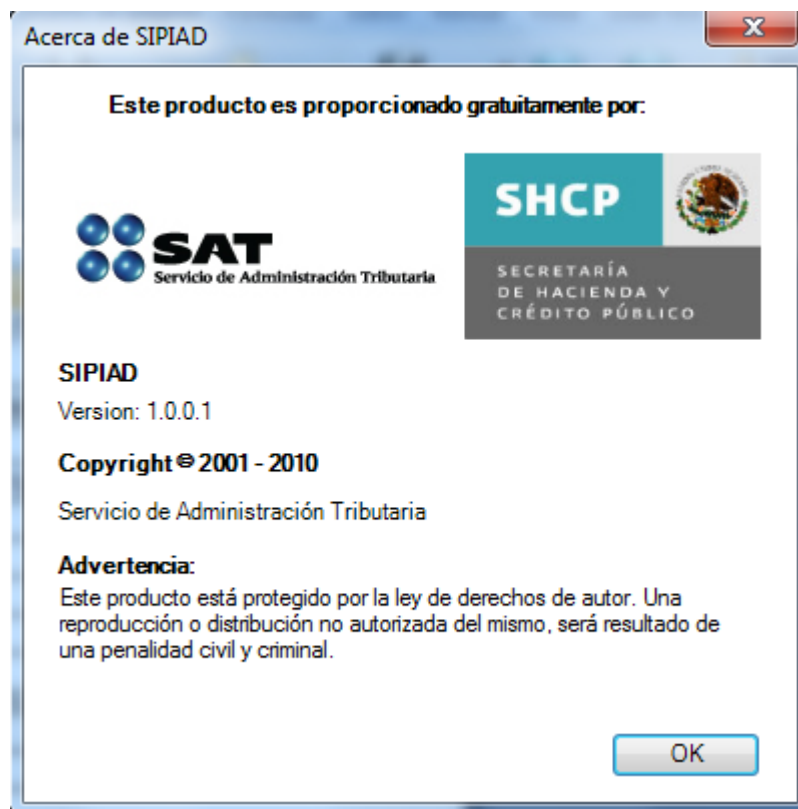 Acerca de SIPIAD
Este producto es proporcionado gratuitamente por:
SAT
Servicio de Administración Tributaria
SHCP
SECRETARÍA
DE HACIENDA Y
CRÉDITO PÚBLICO
SIPIAD
Version: 1.0.0.1
Copyright © 2001 - 2010
Servicio de Administración Tributaria
Advertencia:
Este producto está protegido por la ley de derechos de autor. Una
reproducción o distribución no autorizada del mismo, será resultado de
una penalidad civil y criminal.
OK